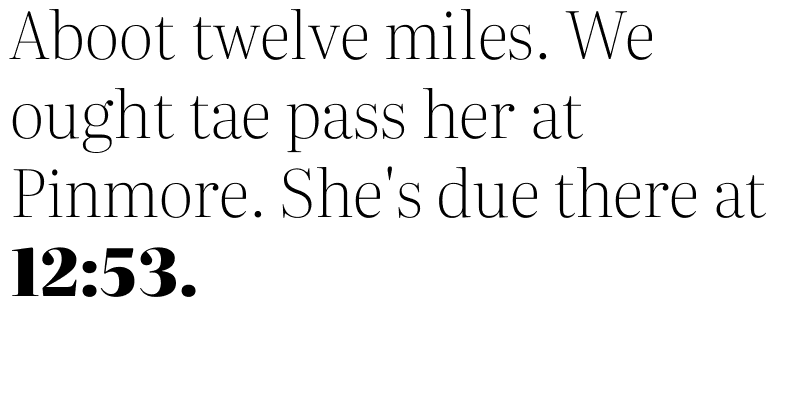 Aboot twelve miles. We
ought tae pass her at
Pinmore. She's due there at
12:53.